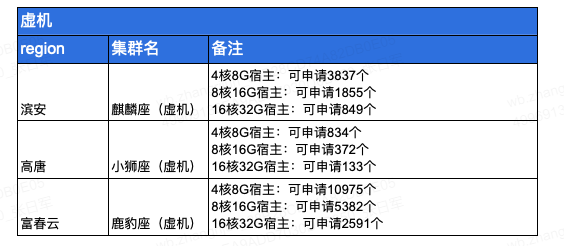 虚机
region 集群名 备注
滨安 麒麟座（虚机） 4核8G宿主：可申请3837个
8核16G宿主：可申请1855个
16核32G宿主：可申请849个
高唐 小狮座（虚机） 4核8G宿主：可申请834个
8核16G宿主：可申请372个
16核32G宿主：可申请133个
富春云 鹿豹座（虚机） 4核8G宿主：可申请10975个
8核16G宿主：可申请5382个
16核32G宿主：可申请2591个